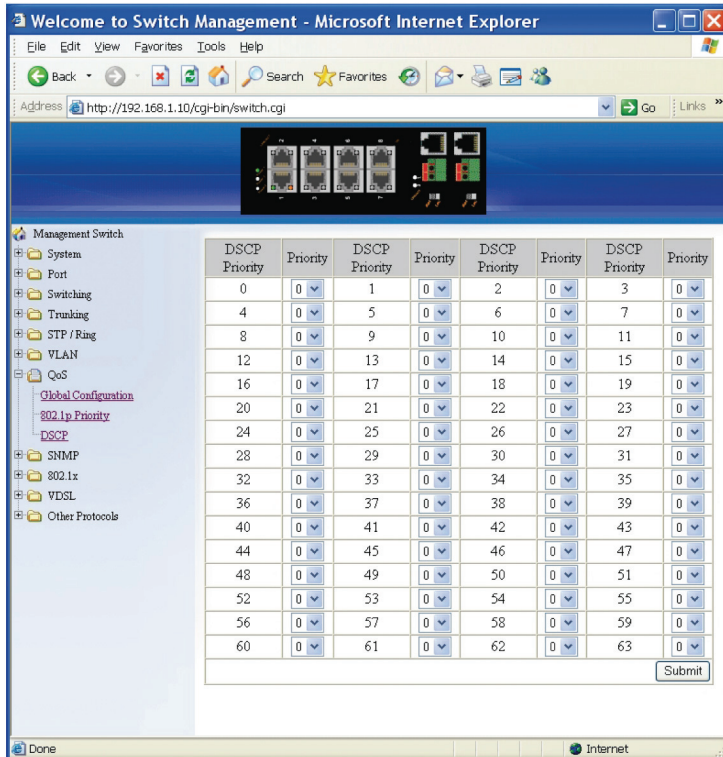 Welcome to Switch Management - Microsoft Internet Explorer
File Edit View Favorites Tools Help
Back Search Favorites
Address http://192.168.1.10/cgi-bin/switch.cgi Go Links »
2 4 6 8
1 3 5 7
Management Switch
System
Port
Switching
Trunking
STP / Ring
VLAN
QoS
Global Configuration
802.1p Priority
DSCP
SNMP
802.1x
VDSL
Other Protocols
DSCP Priority Priority DSCP Priority Priority DSCP Priority Priority DSCP Priority Priority
0 0 1 0 2 0 3 0
4 0 5 0 6 0 7 0
8 0 9 0 10 0 11 0
12 0 13 0 14 0 15 0
16 0 17 0 18 0 19 0
20 0 21 0 22 0 23 0
24 0 25 0 26 0 27 0
28 0 29 0 30 0 31 0
32 0 33 0 34 0 35 0
36 0 37 0 38 0 39 0
40 0 41 0 42 0 43 0
44 0 45 0 46 0 47 0
48 0 49 0 50 0 51 0
52 0 53 0 54 0 55 0
56 0 57 0 58 0 59 0
60 0 61 0 62 0 63 0
Submit
Done Internet